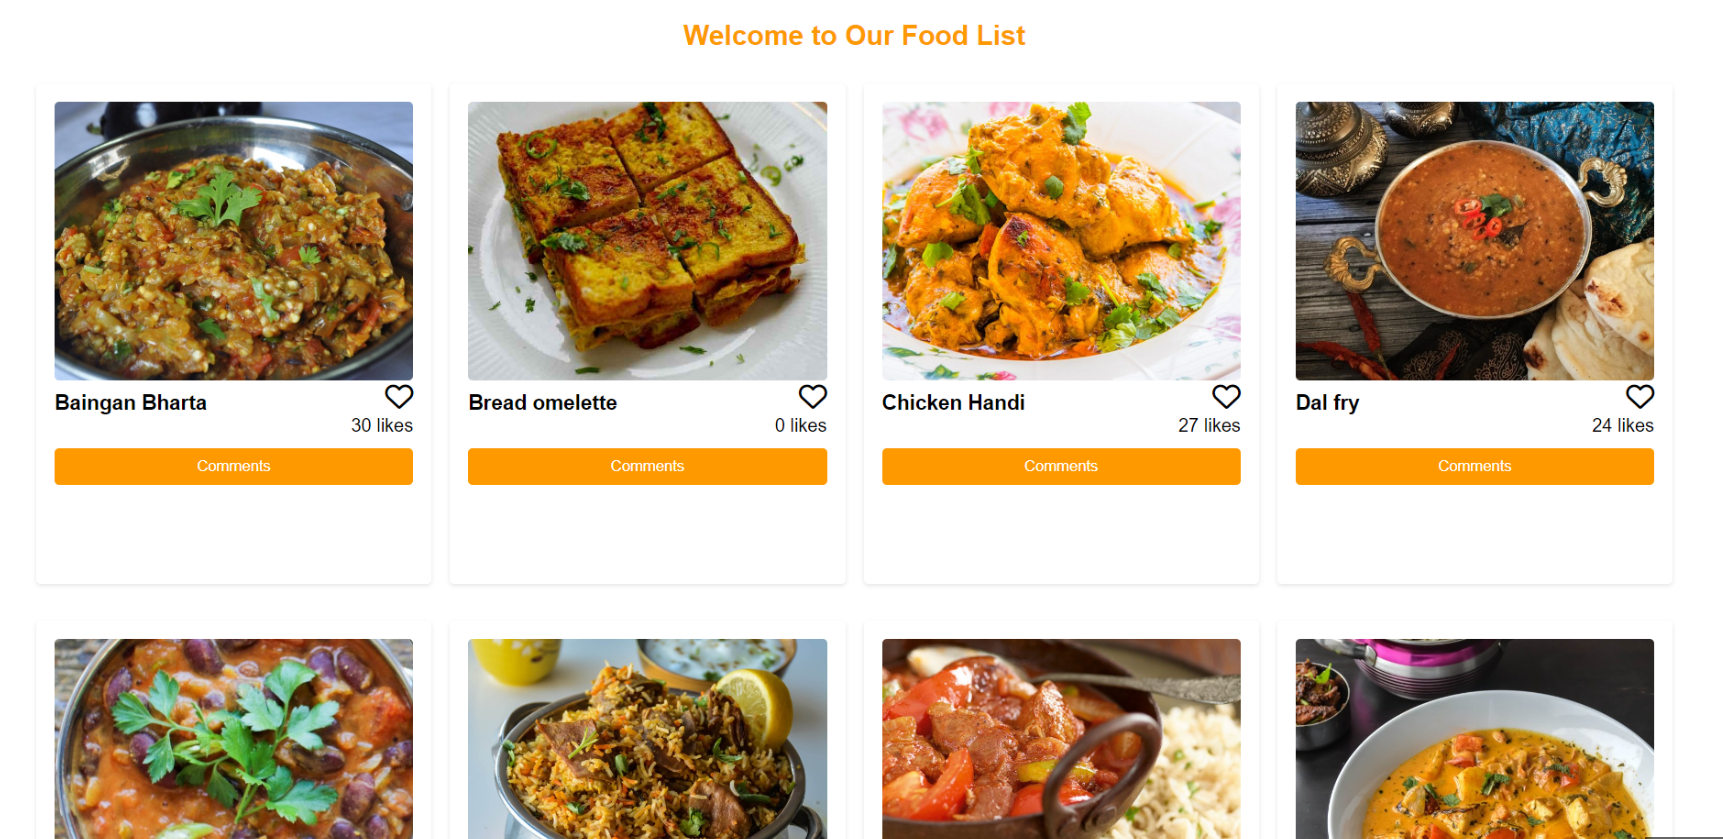 Welcome to Our Food List
Baingan Bharta
30 likes
Comments
Bread omelette
0 likes
Comments
Chicken Handi
27 likes
Comments
Dal fry
24 likes
Comments